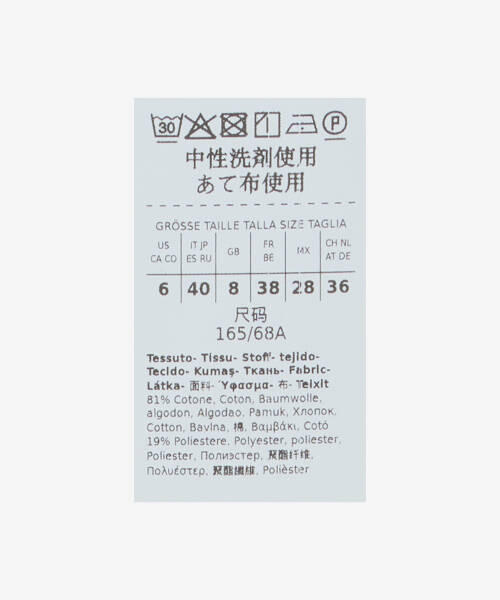 30 P
中性洗剤使用
あて布使用
GRÖSSE TAILLE TALLA SIZE TAGLIA
US CA CO IT JP ES RU GB FR BE MX CH NL AT DE
6 40 8 38 28 36
尺码
165/68A
Tessuto- Tissu- Stoff- tejido-
Tecido- Kumaş- Ткань- Fabric-
Látka- 面料- Ύφασμα- 布- Teixit
81% Cotone, Coton, Baumwolle,
algodon, Algodao, Pamuk, Хлопок,
Cotton, Bavlna, 棉, Βαμβάκι, Cotó
19% Poliestere, Polyester, poliester,
Poliester, Полиэстер, 聚酯纤维,
Πολυέστερ, 聚酯纖維, Polièster